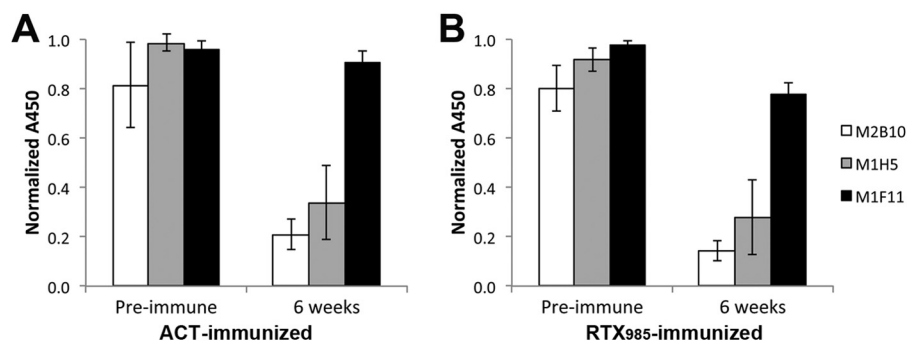 A
Normalized A450
1.0
0.8
0.6
0.4
0.2
0.0
Pre-immune 6 weeks
ACT-immunized
B
Normalized A450
1.0
0.8
0.6
0.4
0.2
0.0
Pre-immune 6 weeks
RTX985-immunized
M2B10
M1H5
M1F11